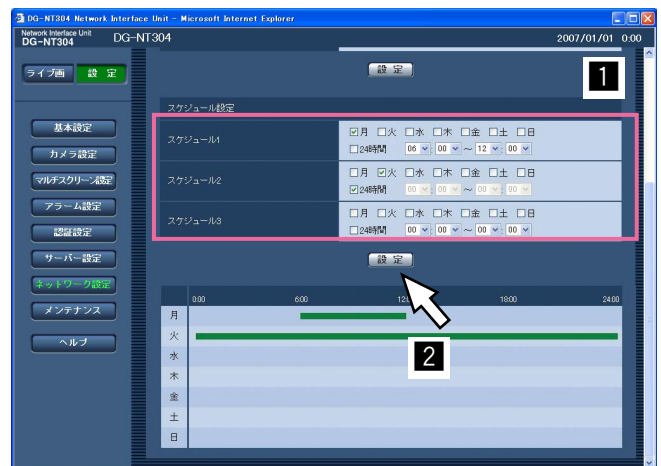 DG-NT304 Network Interface Unit - Microsoft Internet Explorer
Network Interface Unit
DG-NT304
DG-NT304
2007/01/01 0:00
ライブ画 設 定
設 定
1
スケジュール設定
基本設定
カメラ設定
マルチスクリーン設定
アラーム設定
認証設定
サーバー設定
ネットワーク設定
メンテナンス
ヘルプ
スケジュール1
月 火 水 木 金 土 日
24時間 06 : 00 ~ 12 : 00
スケジュール2
月 火 水 木 金 土 日
24時間 00 : 00 ~ 00 : 00
スケジュール3
月 火 水 木 金 土 日
24時間 00 : 00 ~ 00 : 00
設 定
2
0:00 6:00 18:00 24:00
月
火
水
木
金
土
日